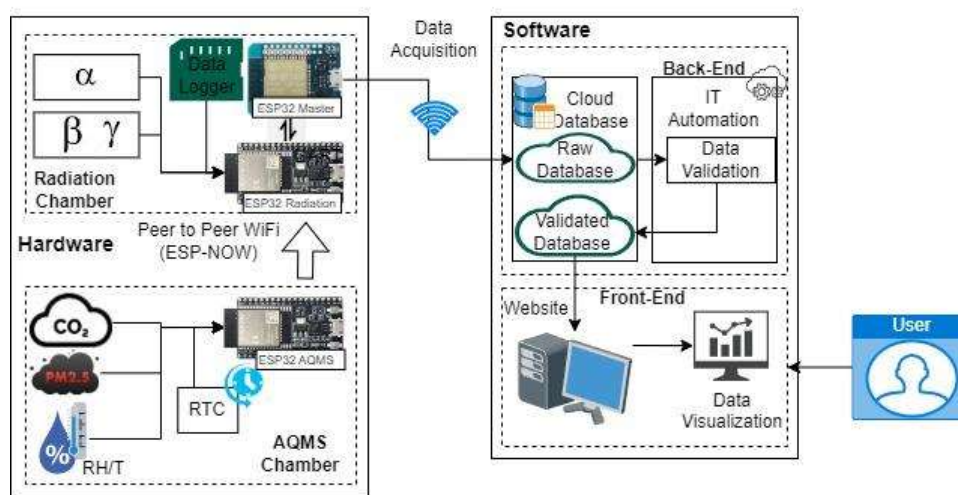 α
β γ
Radiation
Chamber
Data
Logger
ESP32 Master
ESP32 Radiation
Hardware
Peer to Peer WiFi
(ESP-NOW)
CO₂
PM2.5
%
RH/T
RTC
ESP32 AQMS
AQMS
Chamber
Data
Acquisition
Software
Cloud
Database
Raw
Database
Validated
Database
Back-End
IT
Automation
Data
Validation
Front-End
Website
Data
Visualization
User